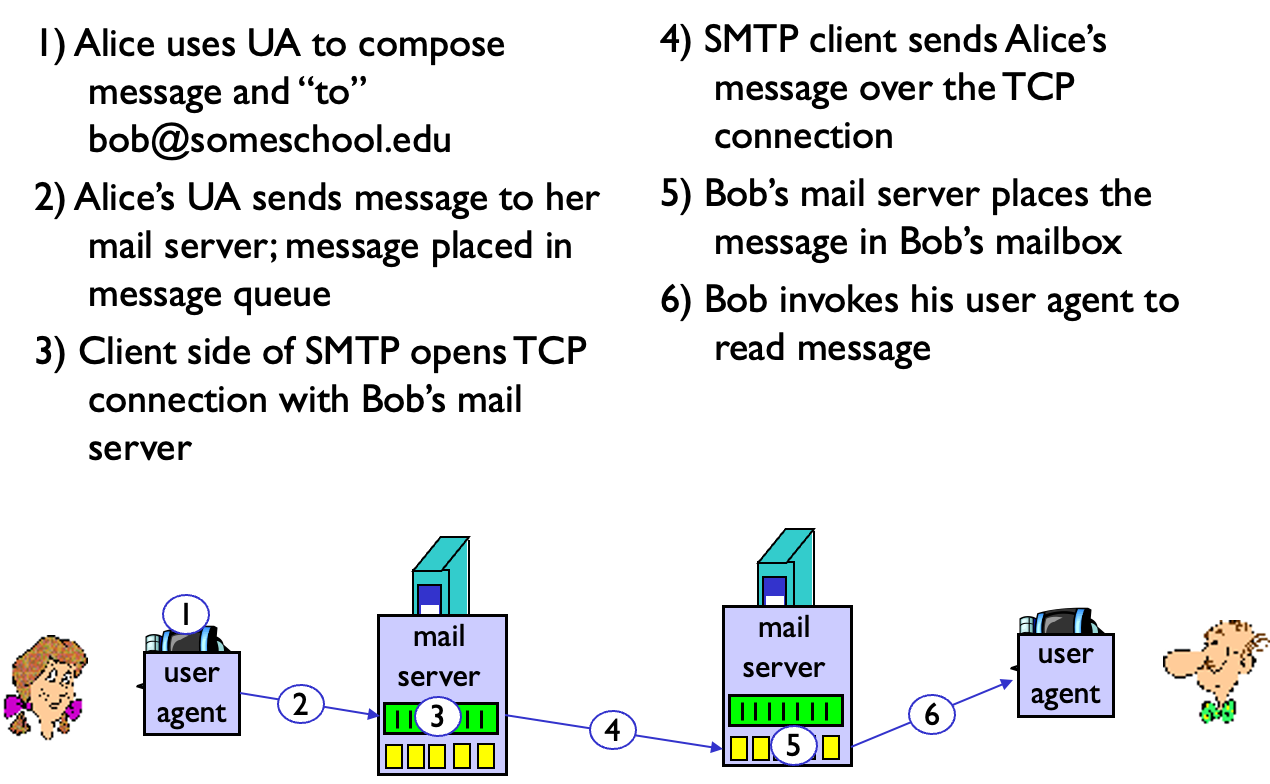 1) Alice uses UA to compose
message and “to”
bob@someschool.edu
2) Alice’s UA sends message to her
mail server; message placed in
message queue
3) Client side of SMTP opens TCP
connection with Bob’s mail
server
4) SMTP client sends Alice’s
message over the TCP
connection
5) Bob’s mail server places the
message in Bob’s mailbox
6) Bob invokes his user agent to
read message
1
user
agent
2
mail
server
3
4
mail
server
5
6
user
agent